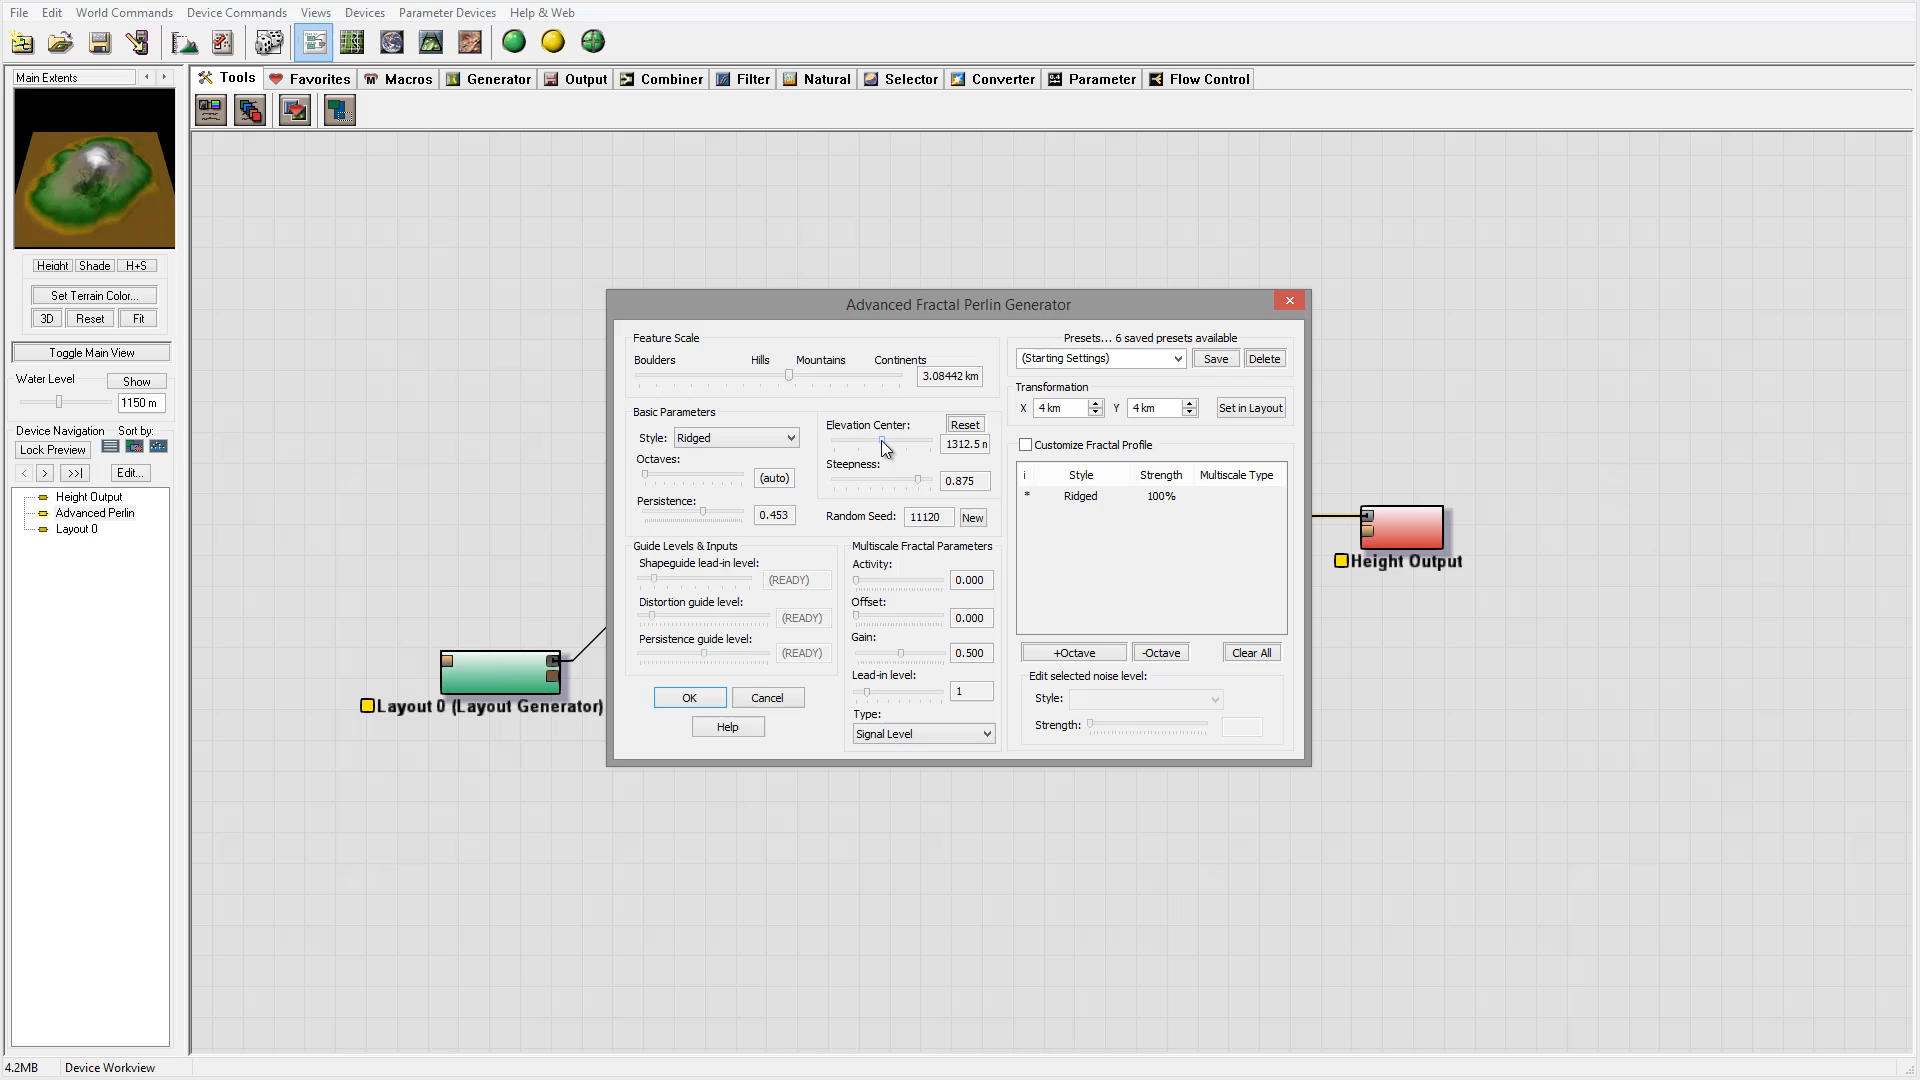 File Edit World Commands Device Commands Views Devices Parameter Devices Help & Web
Main Extents
Tools Favorites Macros Generator Output Combiner Filter Natural Selector Converter Parameter Flow Control
Height Shade H+S
Set Terrain Color...
3D Reset Fit
Toggle Main View
Water Level Show
1150 m
Device Navigation Sort by:
Lock Preview
< > >>| Edit...
Height Output
Advanced Perlin
Layout 0
Layout 0 (Layout Generator)
Height Output
Advanced Fractal Perlin Generator
Feature Scale
Boulders Hills Mountains Continents
3.08442 km
Basic Parameters
Style: Ridged
Octaves:
(auto)
Persistence:
0.453
Elevation Center: Reset
1312.5 m
Steepness:
0.875
Random Seed: 11120 New
Guide Levels & Inputs
Shapeguide lead-in level:
(READY)
Distortion guide level:
(READY)
Persistence guide level:
(READY)
OK Cancel
Help
Multiscale Fractal Parameters
Activity:
0.000
Offset:
0.000
Gain:
0.500
Lead-in level:
1
Type:
Signal Level
Presets... 6 saved presets available
(Starting Settings) Save Delete
Transformation
X 4 km Y 4 km Set in Layout
Customize Fractal Profile
i Style Strength Multiscale Type
* Ridged 100%
+Octave -Octave Clear All
Edit selected noise level:
Style:
Strength:
4.2MB Device Workview